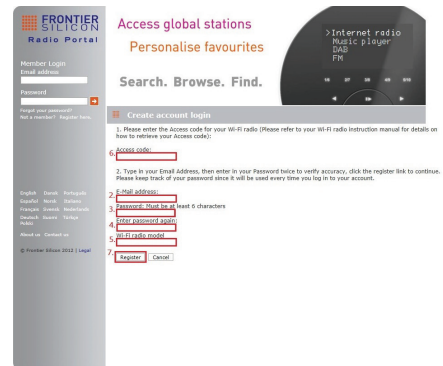 FRONTIER
SILICON
Radio Portal
Access global stations
Personalise favourites
Search. Browse. Find.
>Internet radio
Music player
DAB
FM
Member Login
Email address
Password
Forgot your password?
Not a member? Register here.
Create account login
1. Please enter the Access code for your Wi-Fi radio (Please refer to your Wi-Fi radio instruction manual for details on
how to retrieve your Access code):
6. Access code:
2. Type in your Email Address, then enter in your Password twice to verify accuracy, click the register link to continue.
Please keep track of your password since it will be used every time you log in to your account.
2. E-Mail address:
3 Password: Must be at least 6 characters
4. Enter password again:
5. Wi-Fi radio model
7. Register Cancel
English Dansk Português
Español Norsk Italiano
Français Svensk Nederlands
Deutsch Suomi Türkçe
Polski
About us Contact us
© Frontier Silicon 2012 | Legal